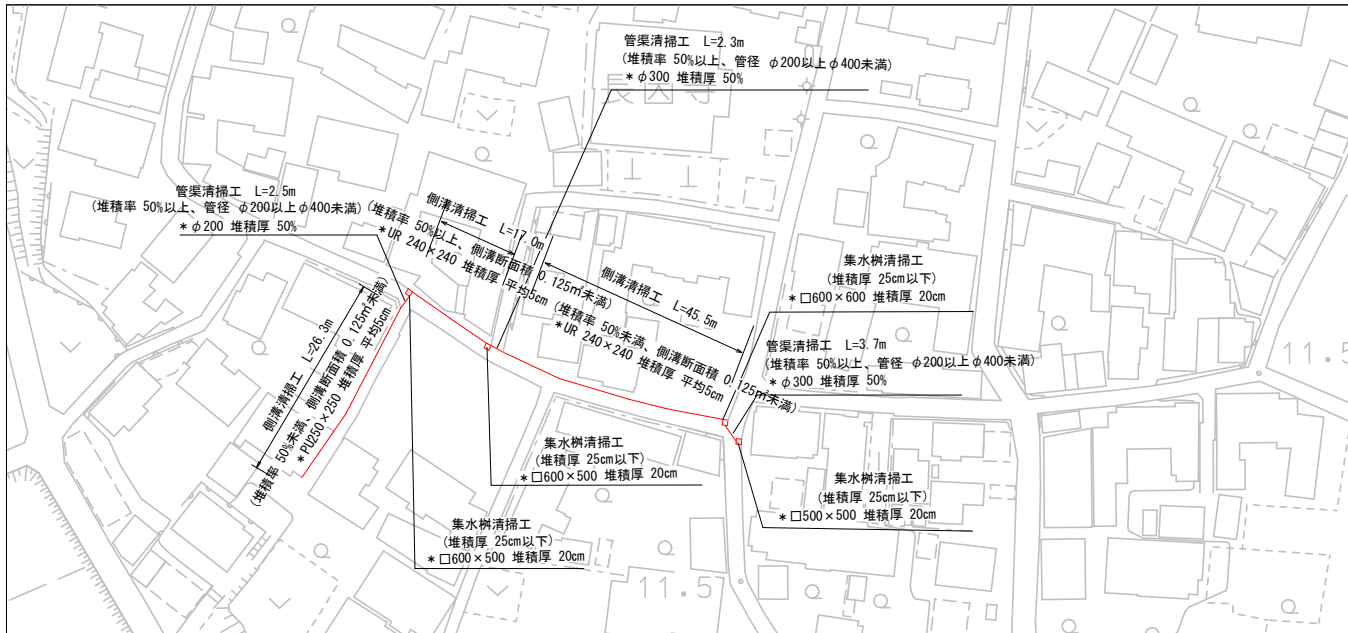 管渠清掃工 L=2.3m
(堆積率 50%以上、管径 φ200以上φ400未満)
*φ300 堆積厚 50%
長因寺
管渠清掃工 L=2.5m
(堆積率 50%以上、管径 φ200以上φ400未満)
*φ200 堆積厚 50%
側溝清掃工 L=17.0m
(堆積率 50%以上、側溝断面積 0.125㎡未満)
*UR 240×240 堆積厚 平均5cm
側溝清掃工 L=45.5m
(堆積率 50%未満、側溝断面積 0.125㎡未満)
*UR 240×240 堆積厚 平均5cm
集水桝清掃工
(堆積厚 25cm以下)
*□600×600 堆積厚 20cm
管渠清掃工 L=3.7m
(堆積率 50%以上、管径 φ200以上φ400未満)
*φ300 堆積厚 50%
側溝清掃工 L=26.3m
(堆積率 50%未満、側溝断面積 0.125㎡未満)
*PU250×250 堆積厚 平均5cm
集水桝清掃工
(堆積厚 25cm以下)
*□600×500 堆積厚 20cm
集水桝清掃工
(堆積厚 25cm以下)
*□500×500 堆積厚 20cm
集水桝清掃工
(堆積厚 25cm以下)
*□600×500 堆積厚 20cm
11.5
11.5